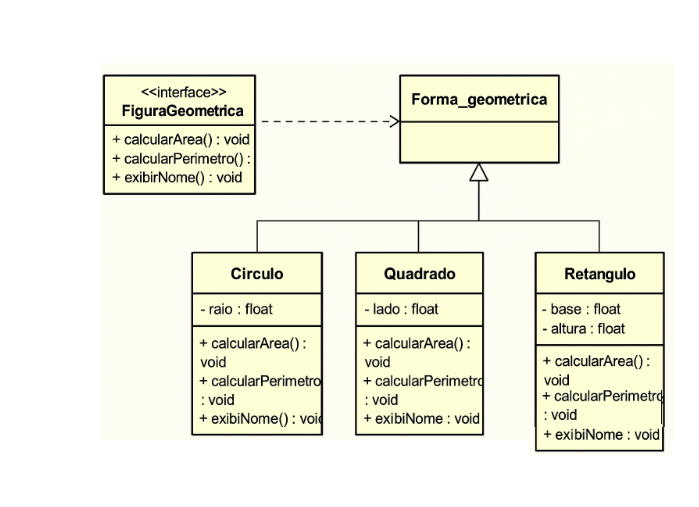 <<interface>>
FiguraGeometrica
+ calcularArea() : void
+ calcularPerimetro() :
+ exibirNome() : void
Forma_geometrica
Circulo
- raio : float
+ calcularArea() :
void
+ calcularPerimetro
: void
+ exibiNome() : void
Quadrado
- lado : float
+ calcularArea() :
void
+ calcularPerimetro
: void
+ exibiNome : void
Retangulo
- base : float
- altura : float
+ calcularArea() :
void
+ calcularPerimetro
: void
+ exibiNome : void